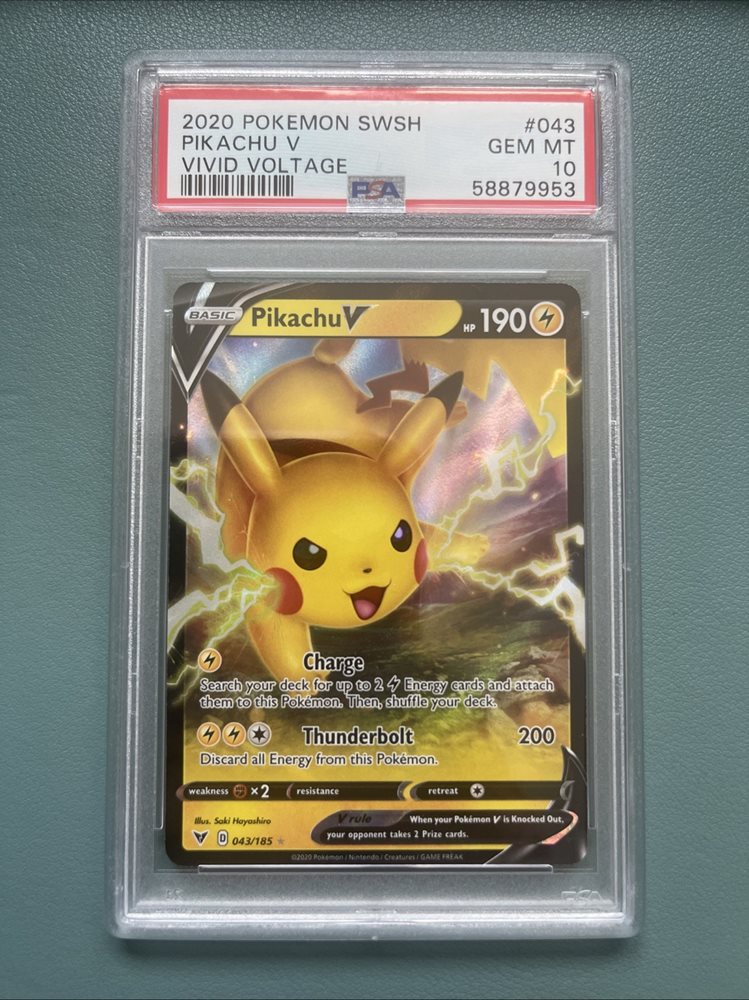 2020 POKEMON SWSH #043
PIKACHU V GEM MT
VIVID VOLTAGE 10
PSA 58879953
BASIC Pikachu V HP 190
Charge
Search your deck for up to 2 Energy cards and attach
them to this Pokémon. Then, shuffle your deck.
Thunderbolt 200
Discard all Energy from this Pokémon.
weakness ×2 resistance retreat
Illus. Saki Hayashiro
V rule When your Pokémon V is Knocked Out,
your opponent takes 2 Prize cards.
D 043/185 ★
©2020 Pokémon / Nintendo / Creatures / GAME FREAK
PSA